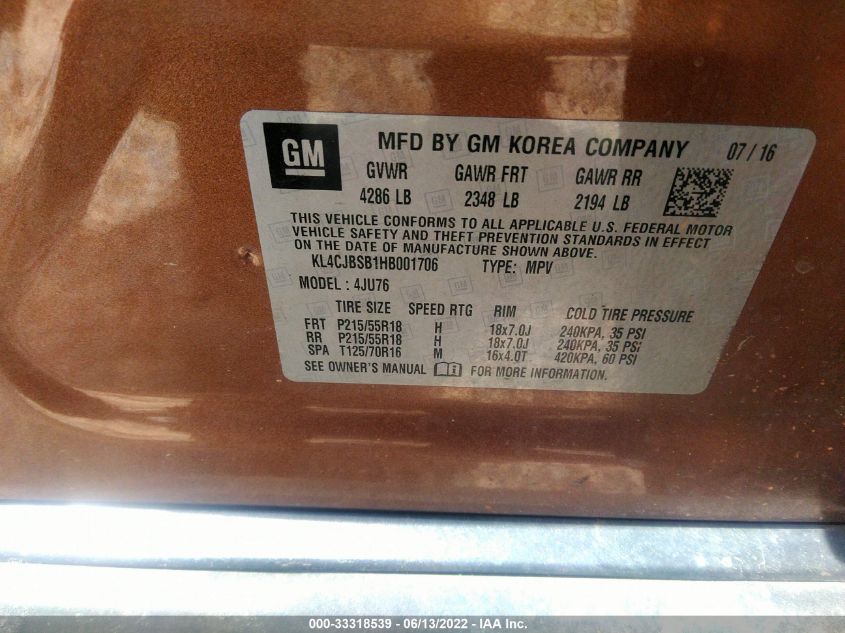 GM
MFD BY GM KOREA COMPANY 07 / 16
GVWR GAWR FRT GAWR RR
4286 LB 2348 LB 2194 LB
THIS VEHICLE CONFORMS TO ALL APPLICABLE U.S. FEDERAL MOTOR
VEHICLE SAFETY AND THEFT PREVENTION STANDARDS IN EFFECT
ON THE DATE OF MANUFACTURE SHOWN ABOVE.
KL4CJBSB1HB001706 TYPE: MPV
MODEL : 4JU76
TIRE SIZE SPEED RTG RIM COLD TIRE PRESSURE
FRT P215/55R18 H 18x7.0J 240KPA, 35 PSI
RR P215/55R18 H 18x7.0J 240KPA, 35 PSI
SPA T125/70R16 M 16x4.0T 420KPA, 60 PSI
SEE OWNER'S MANUAL FOR MORE INFORMATION.
000-33318539 - 06/13/2022 - IAA Inc.